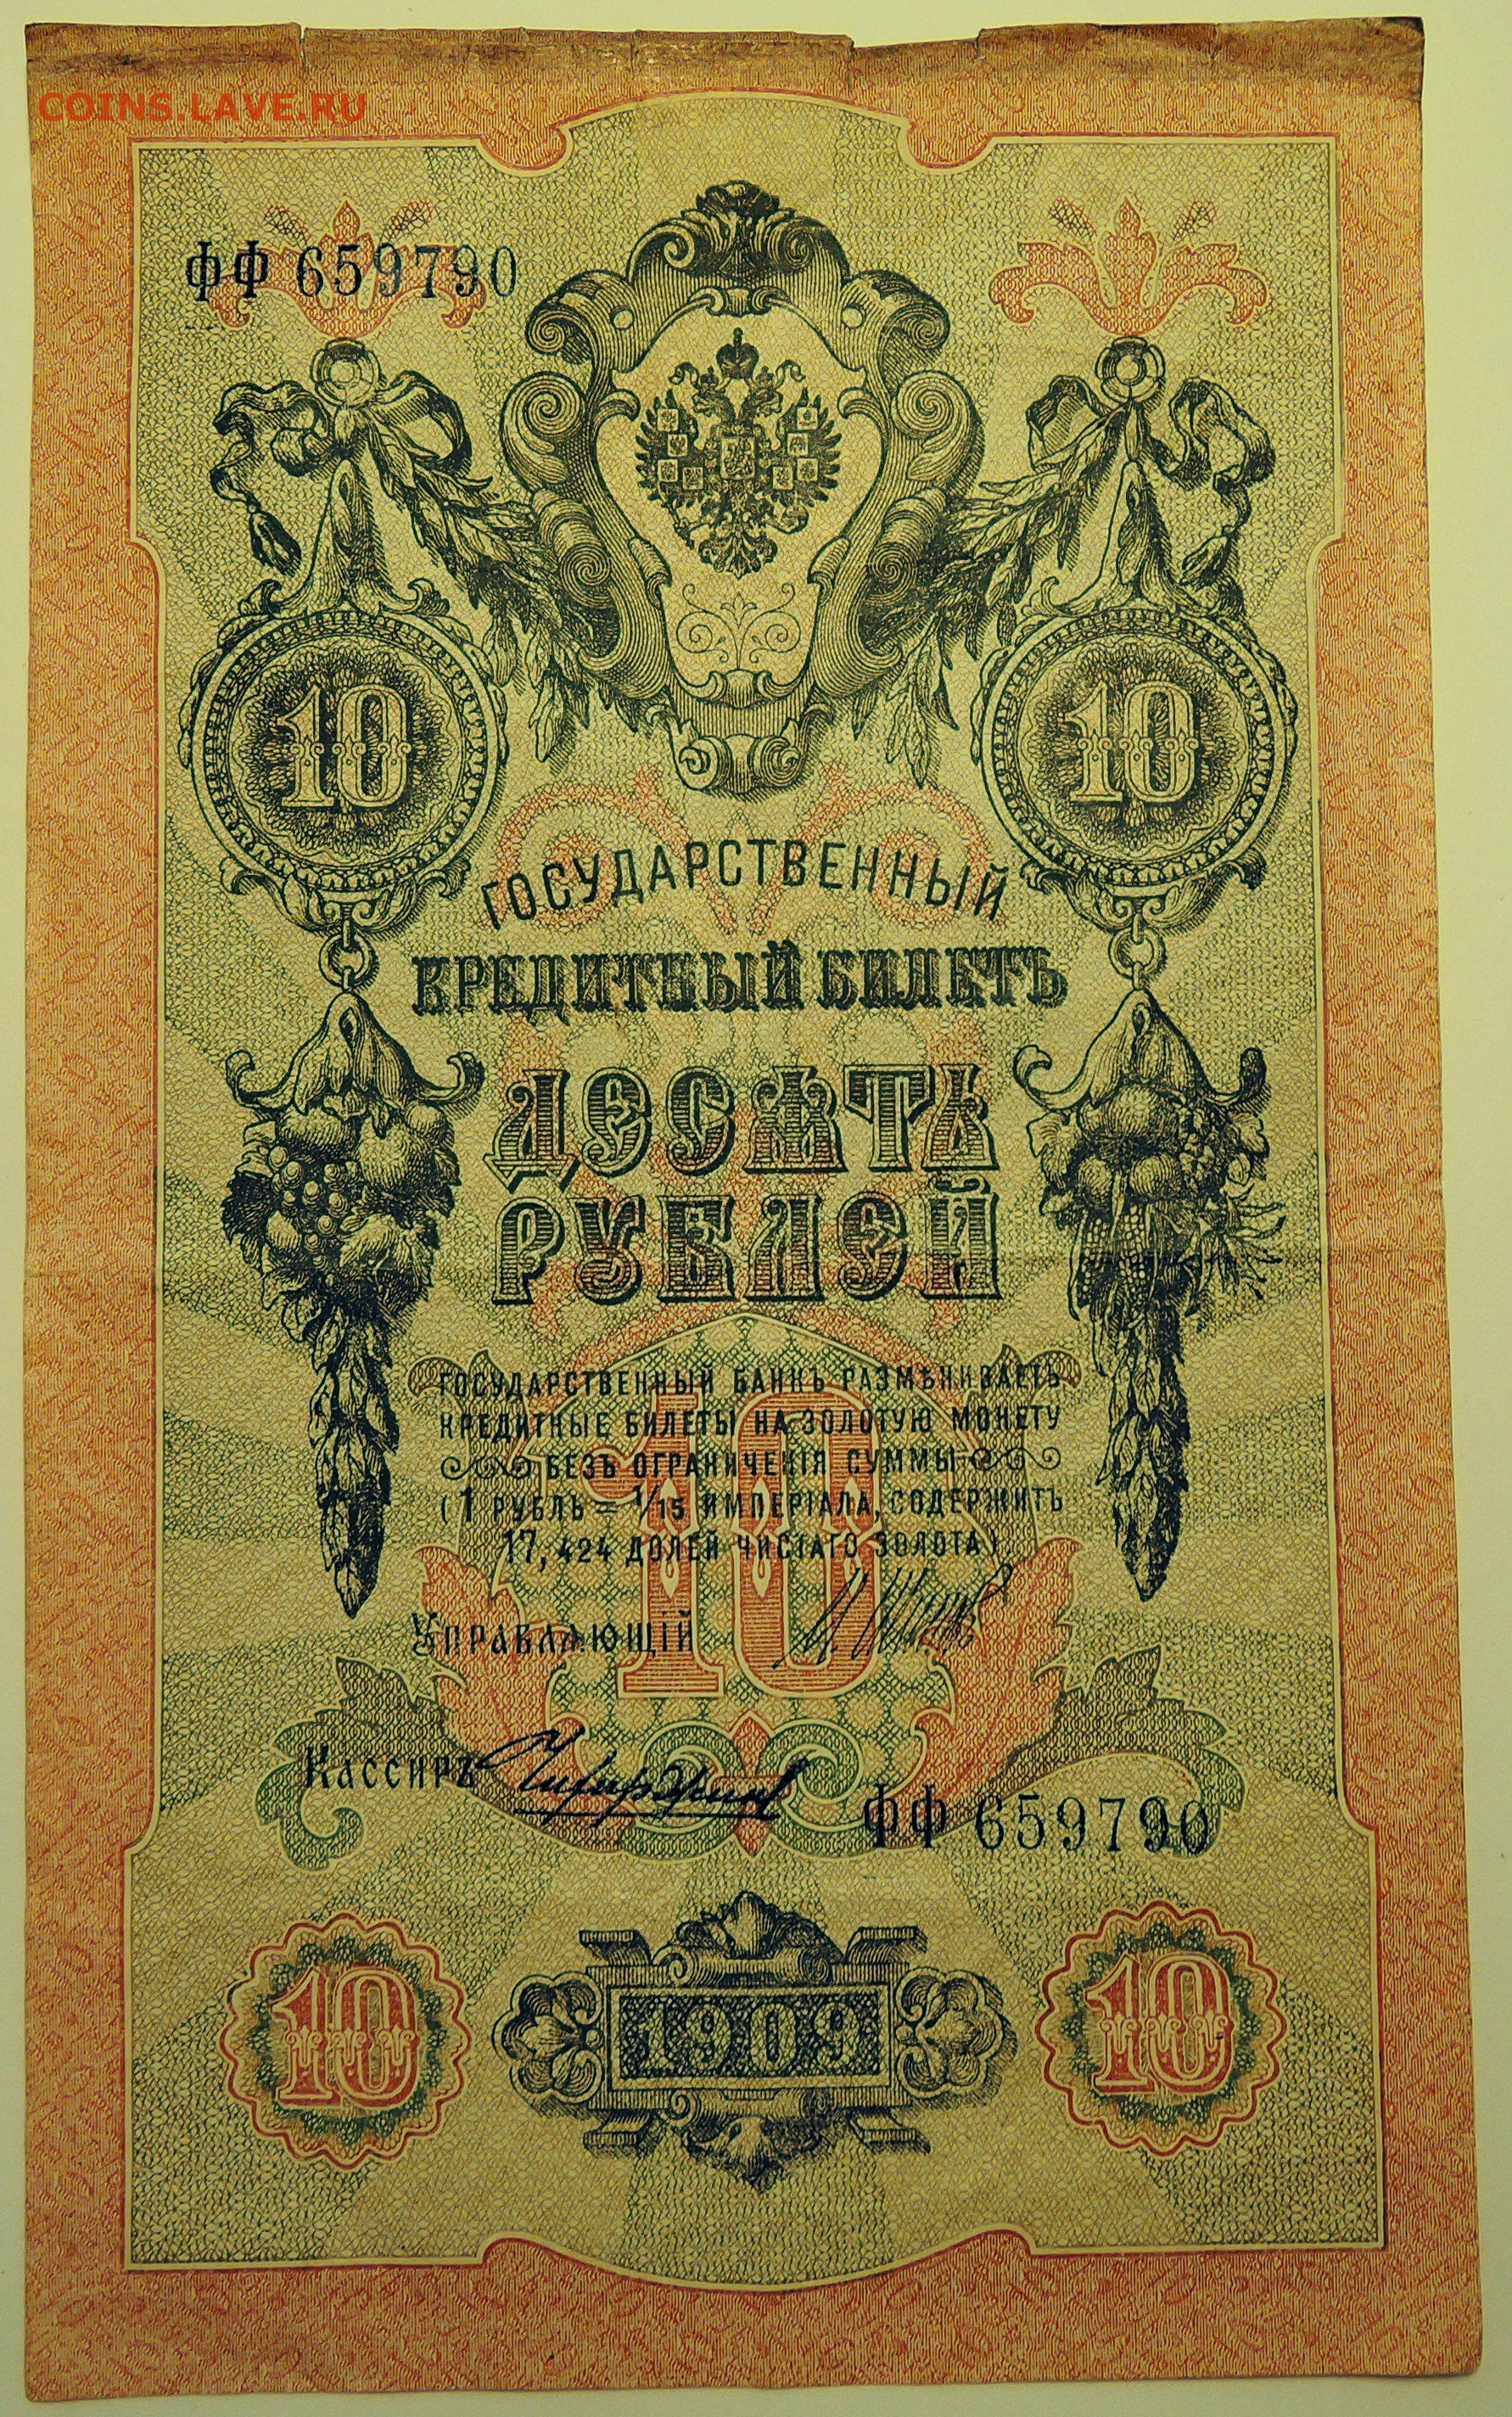 COINS.LAVE.RU
ФФ 659790
10 10
ГОСУДАРСТВЕННЫЙ
КРЕДИТНЫЙ БИЛЕТЪ
ДЕСѦТЬ
РУБЛЕЙ
ГОСУДАРСТВЕННЫЙ БАНКЪ РАЗМѢНИВАЕТЪ
КРЕДИТНЫЕ БИЛЕТЫ НА ЗОЛОТУЮ МОНЕТУ
БЕЗЪ ОГРАНИЧЕНІЯ СУММЫ
(1 РУБЛЬ = 1/15 ИМПЕРІАЛА, СОДЕРЖИТЪ
17,424 ДОЛЕЙ ЧИСТАГО ЗОЛОТА)
10
УПРАВЛЯЮЩІЙ
КАССИРЪ
ФФ 659790
10 1909 10